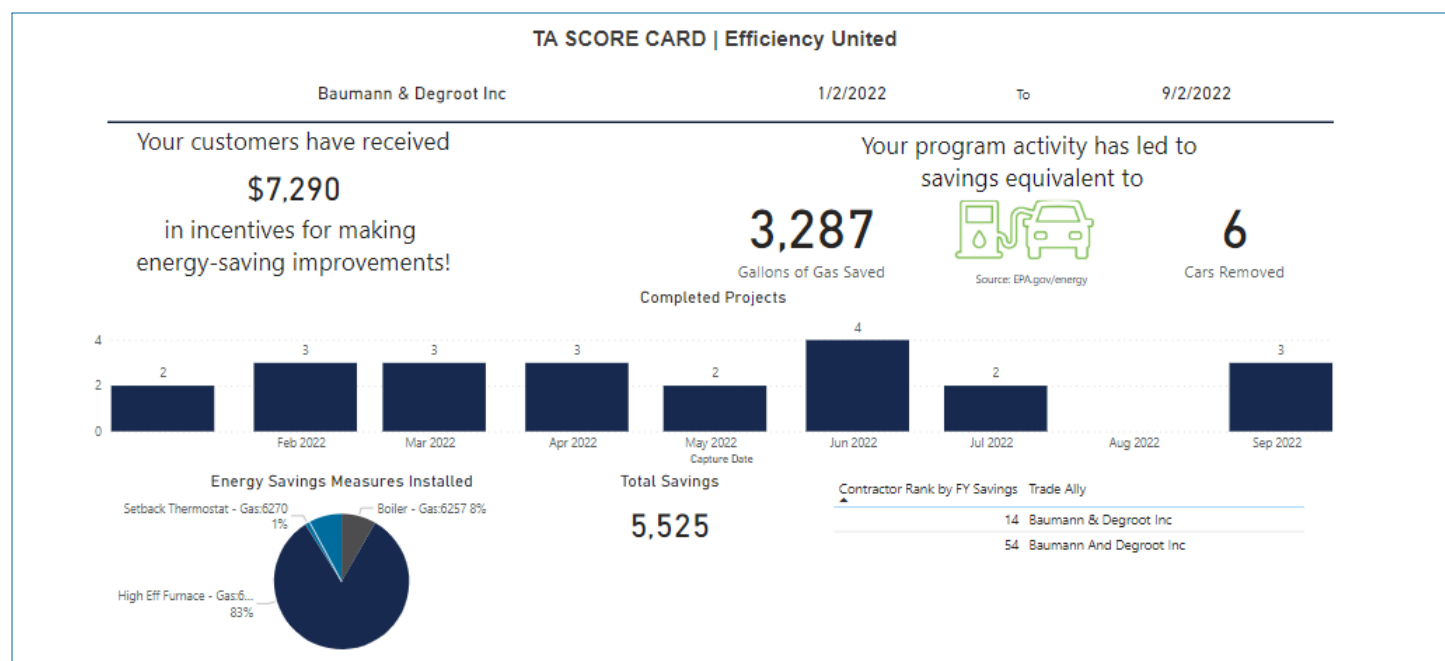 TA SCORE CARD | Efficiency United
Baumann & Degroot Inc 1/2/2022 To 9/2/2022
Your customers have received
$7,290
in incentives for making
energy-saving improvements!
Your program activity has led to
savings equivalent to
3,287
Gallons of Gas Saved
Source: EPA.gov/energy
6
Cars Removed
Completed Projects
4
2
0
2 3 3 3 2 4 2 3
Feb 2022 Mar 2022 Apr 2022 May 2022 Jun 2022 Jul 2022 Aug 2022 Sep 2022
Capture Date
Energy Savings Measures Installed
Setback Thermostat - Gas:6270
1%
Boiler - Gas:6257 8%
High Eff Furnace - Gas:6...
83%
Total Savings
5,525
Contractor Rank by FY Savings Trade Ally
14 Baumann & Degroot Inc
54 Baumann And Degroot Inc